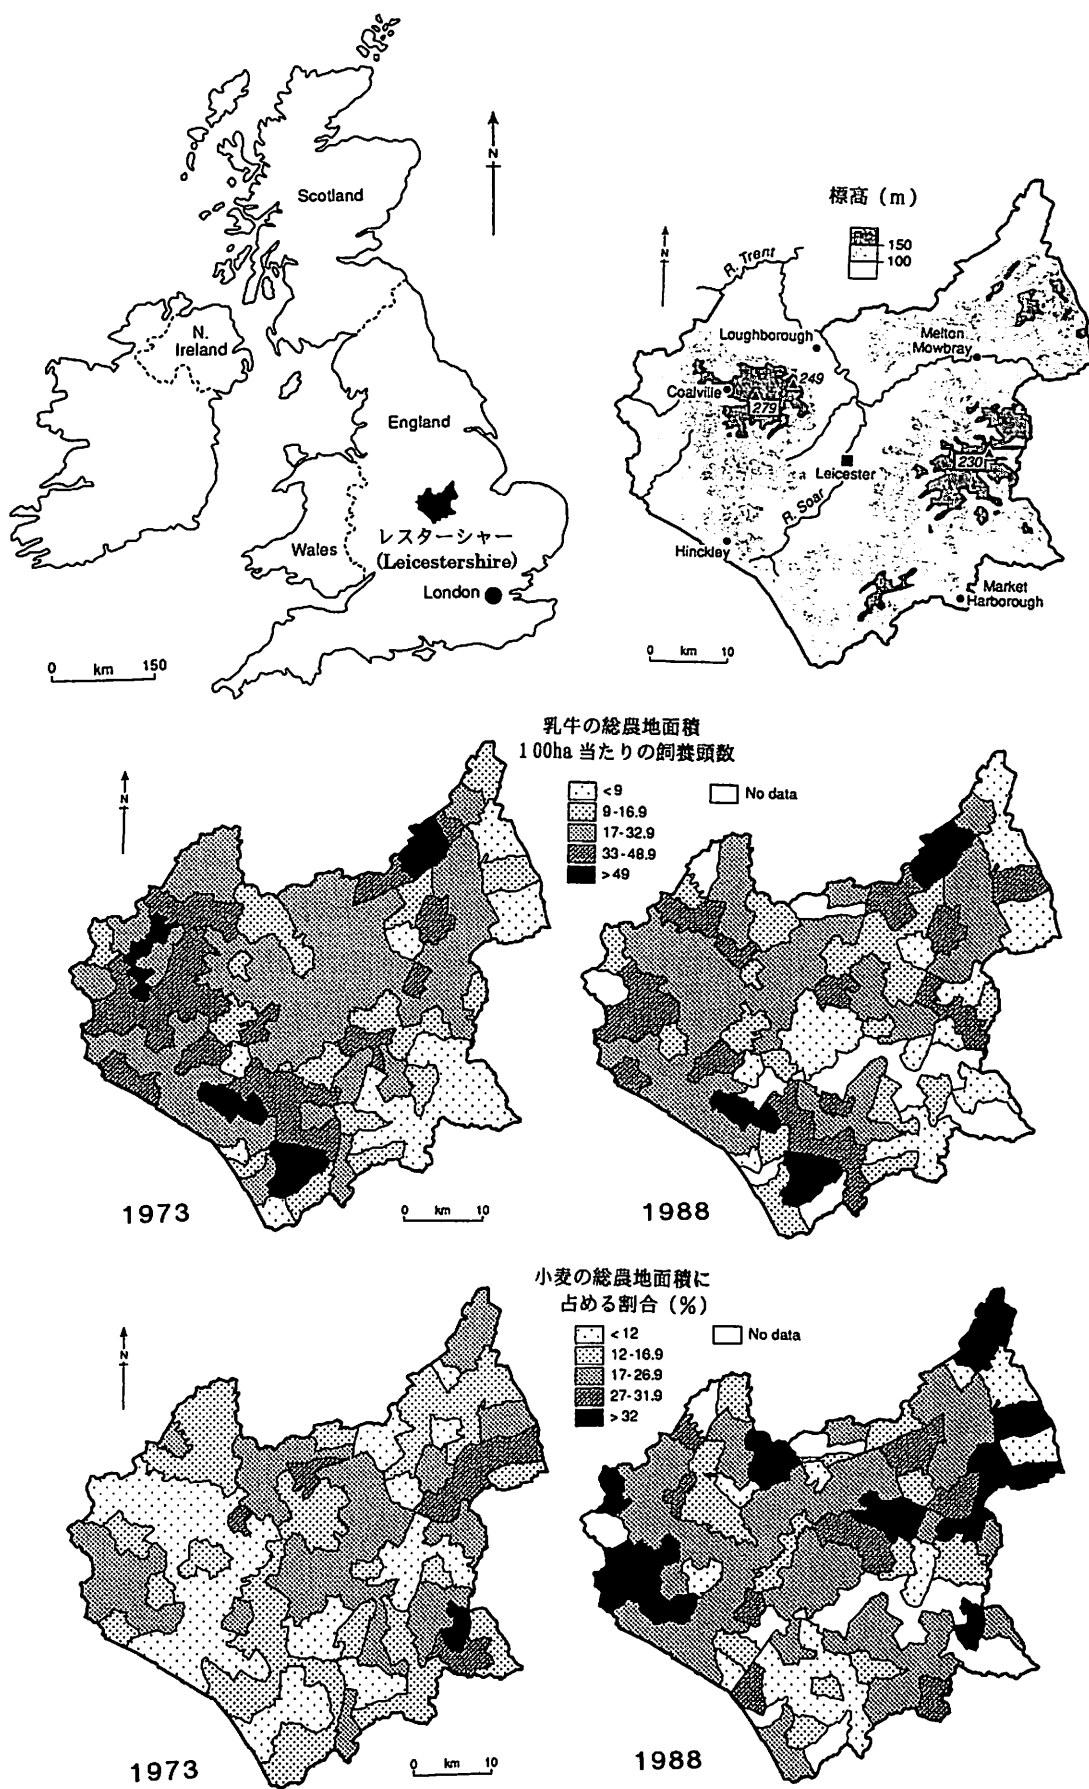 N
Scotland
N.
Ireland
England
Wales
レスターシャー
(Leicestershire)
London
0 km 150
標高 (m)
150
100
N
R. Trent
Loughborough
Melton
Mowbray
249
Coalville
279
230
Leicester
R. Soar
Hinckley
Market
Harborough
0 km 10
乳牛の総農地面積
100ha 当たりの飼養頭数
<9
9-16.9
17-32.9
33-48.9
>49
No data
N
1973
0 km 10
1988
小麦の総農地面積に
占める割合 (%)
<12
12-16.9
17-26.9
27-31.9
>32
No data
N
1973
0 km 10
1988